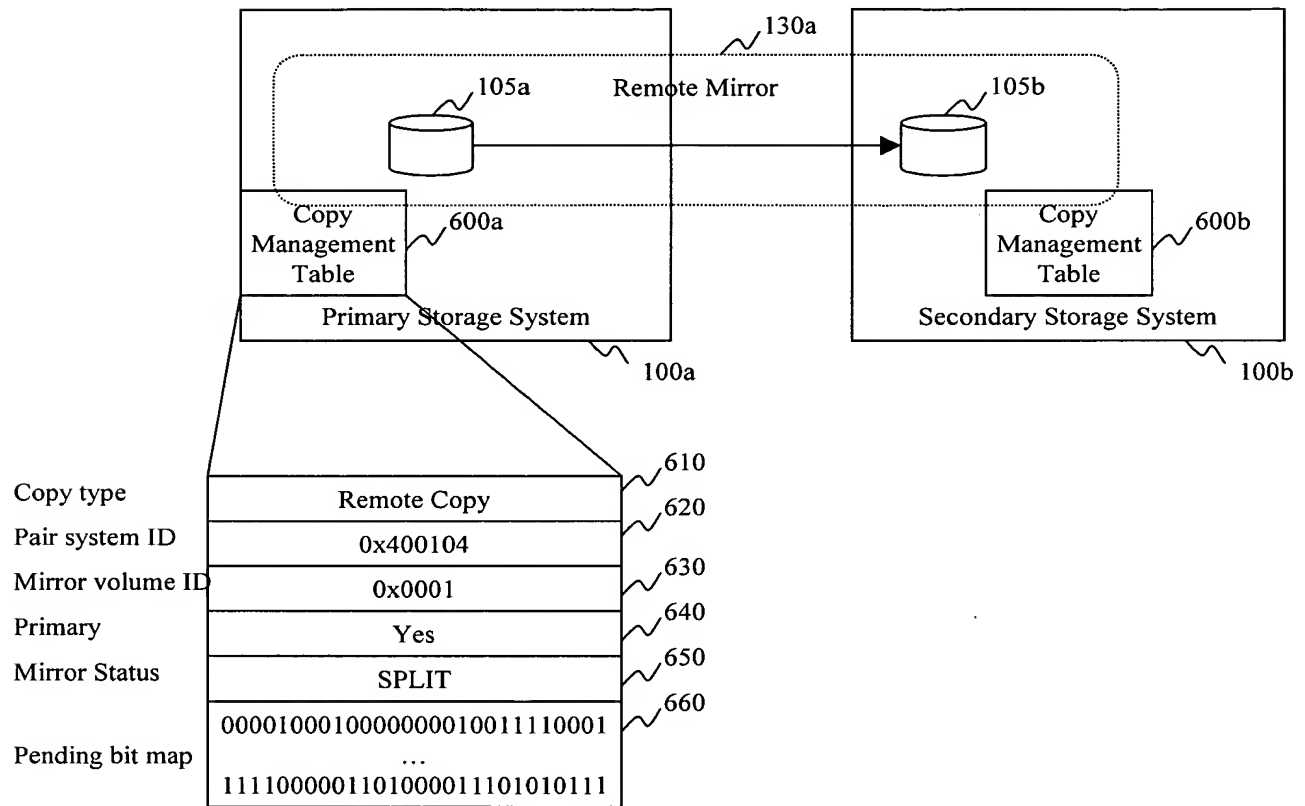 130a
105a
Remote Mirror
105b
Copy
Management
Table
600a
Copy
Management
Table
600b
Primary Storage System
Secondary Storage System
100a
100b
610
Copy type
Remote Copy
620
Pair system ID
0x400104
630
Mirror volume ID
0x0001
640
Primary
Yes
650
Mirror Status
SPLIT
660
0000100010000000010011110001
Pending bit map
...
1111000001101000011101010111